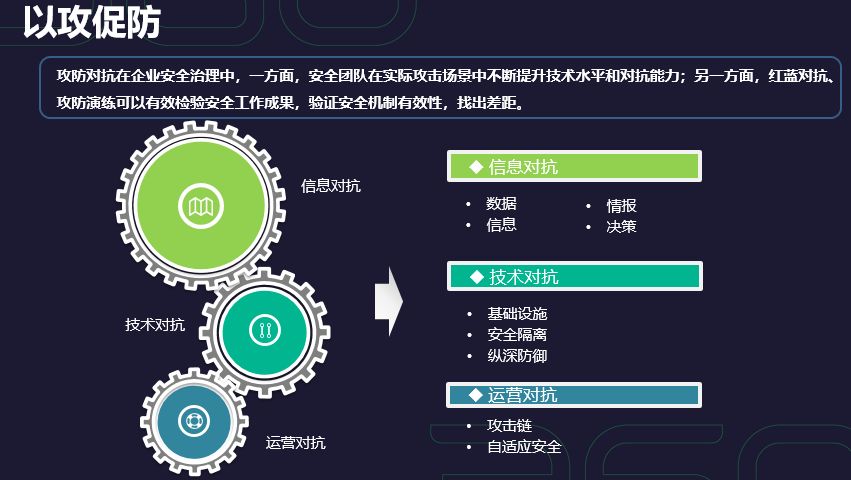 以攻促防
攻防对抗在企业安全治理中，一方面，安全团队在实际攻击场景中不断提升技术水平和对抗能力；另一方面，红蓝对抗、
攻防演练可以有效检验安全工作成果，验证安全机制有效性，找出差距。
信息对抗
技术对抗
运营对抗
◆ 信息对抗
• 数据
• 信息
• 情报
• 决策
◆ 技术对抗
• 基础设施
• 安全隔离
• 纵深防御
◆ 运营对抗
• 攻击链
• 自适应安全